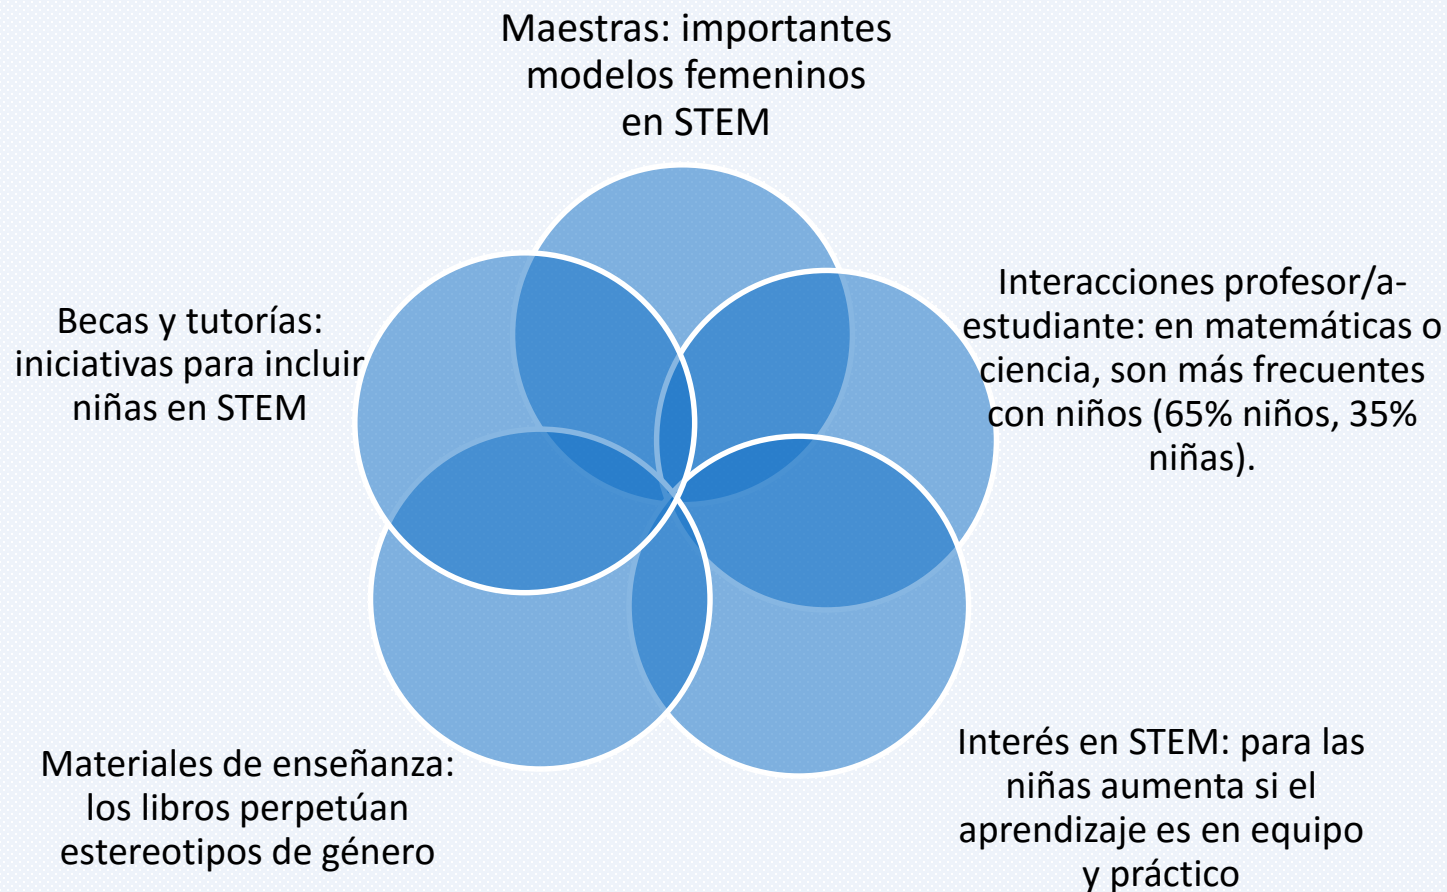 Maestras: importantes
modelos femeninos
en STEM
Interacciones profesor/a-
estudiante: en matemáticas o
ciencia, son más frecuentes
con niños (65% niños, 35%
niñas).
Interés en STEM: para las
niñas aumenta si el
aprendizaje es en equipo
y práctico
Materiales de enseñanza:
los libros perpetúan
estereotipos de género
Becas y tutorías:
iniciativas para incluir
niñas en STEM